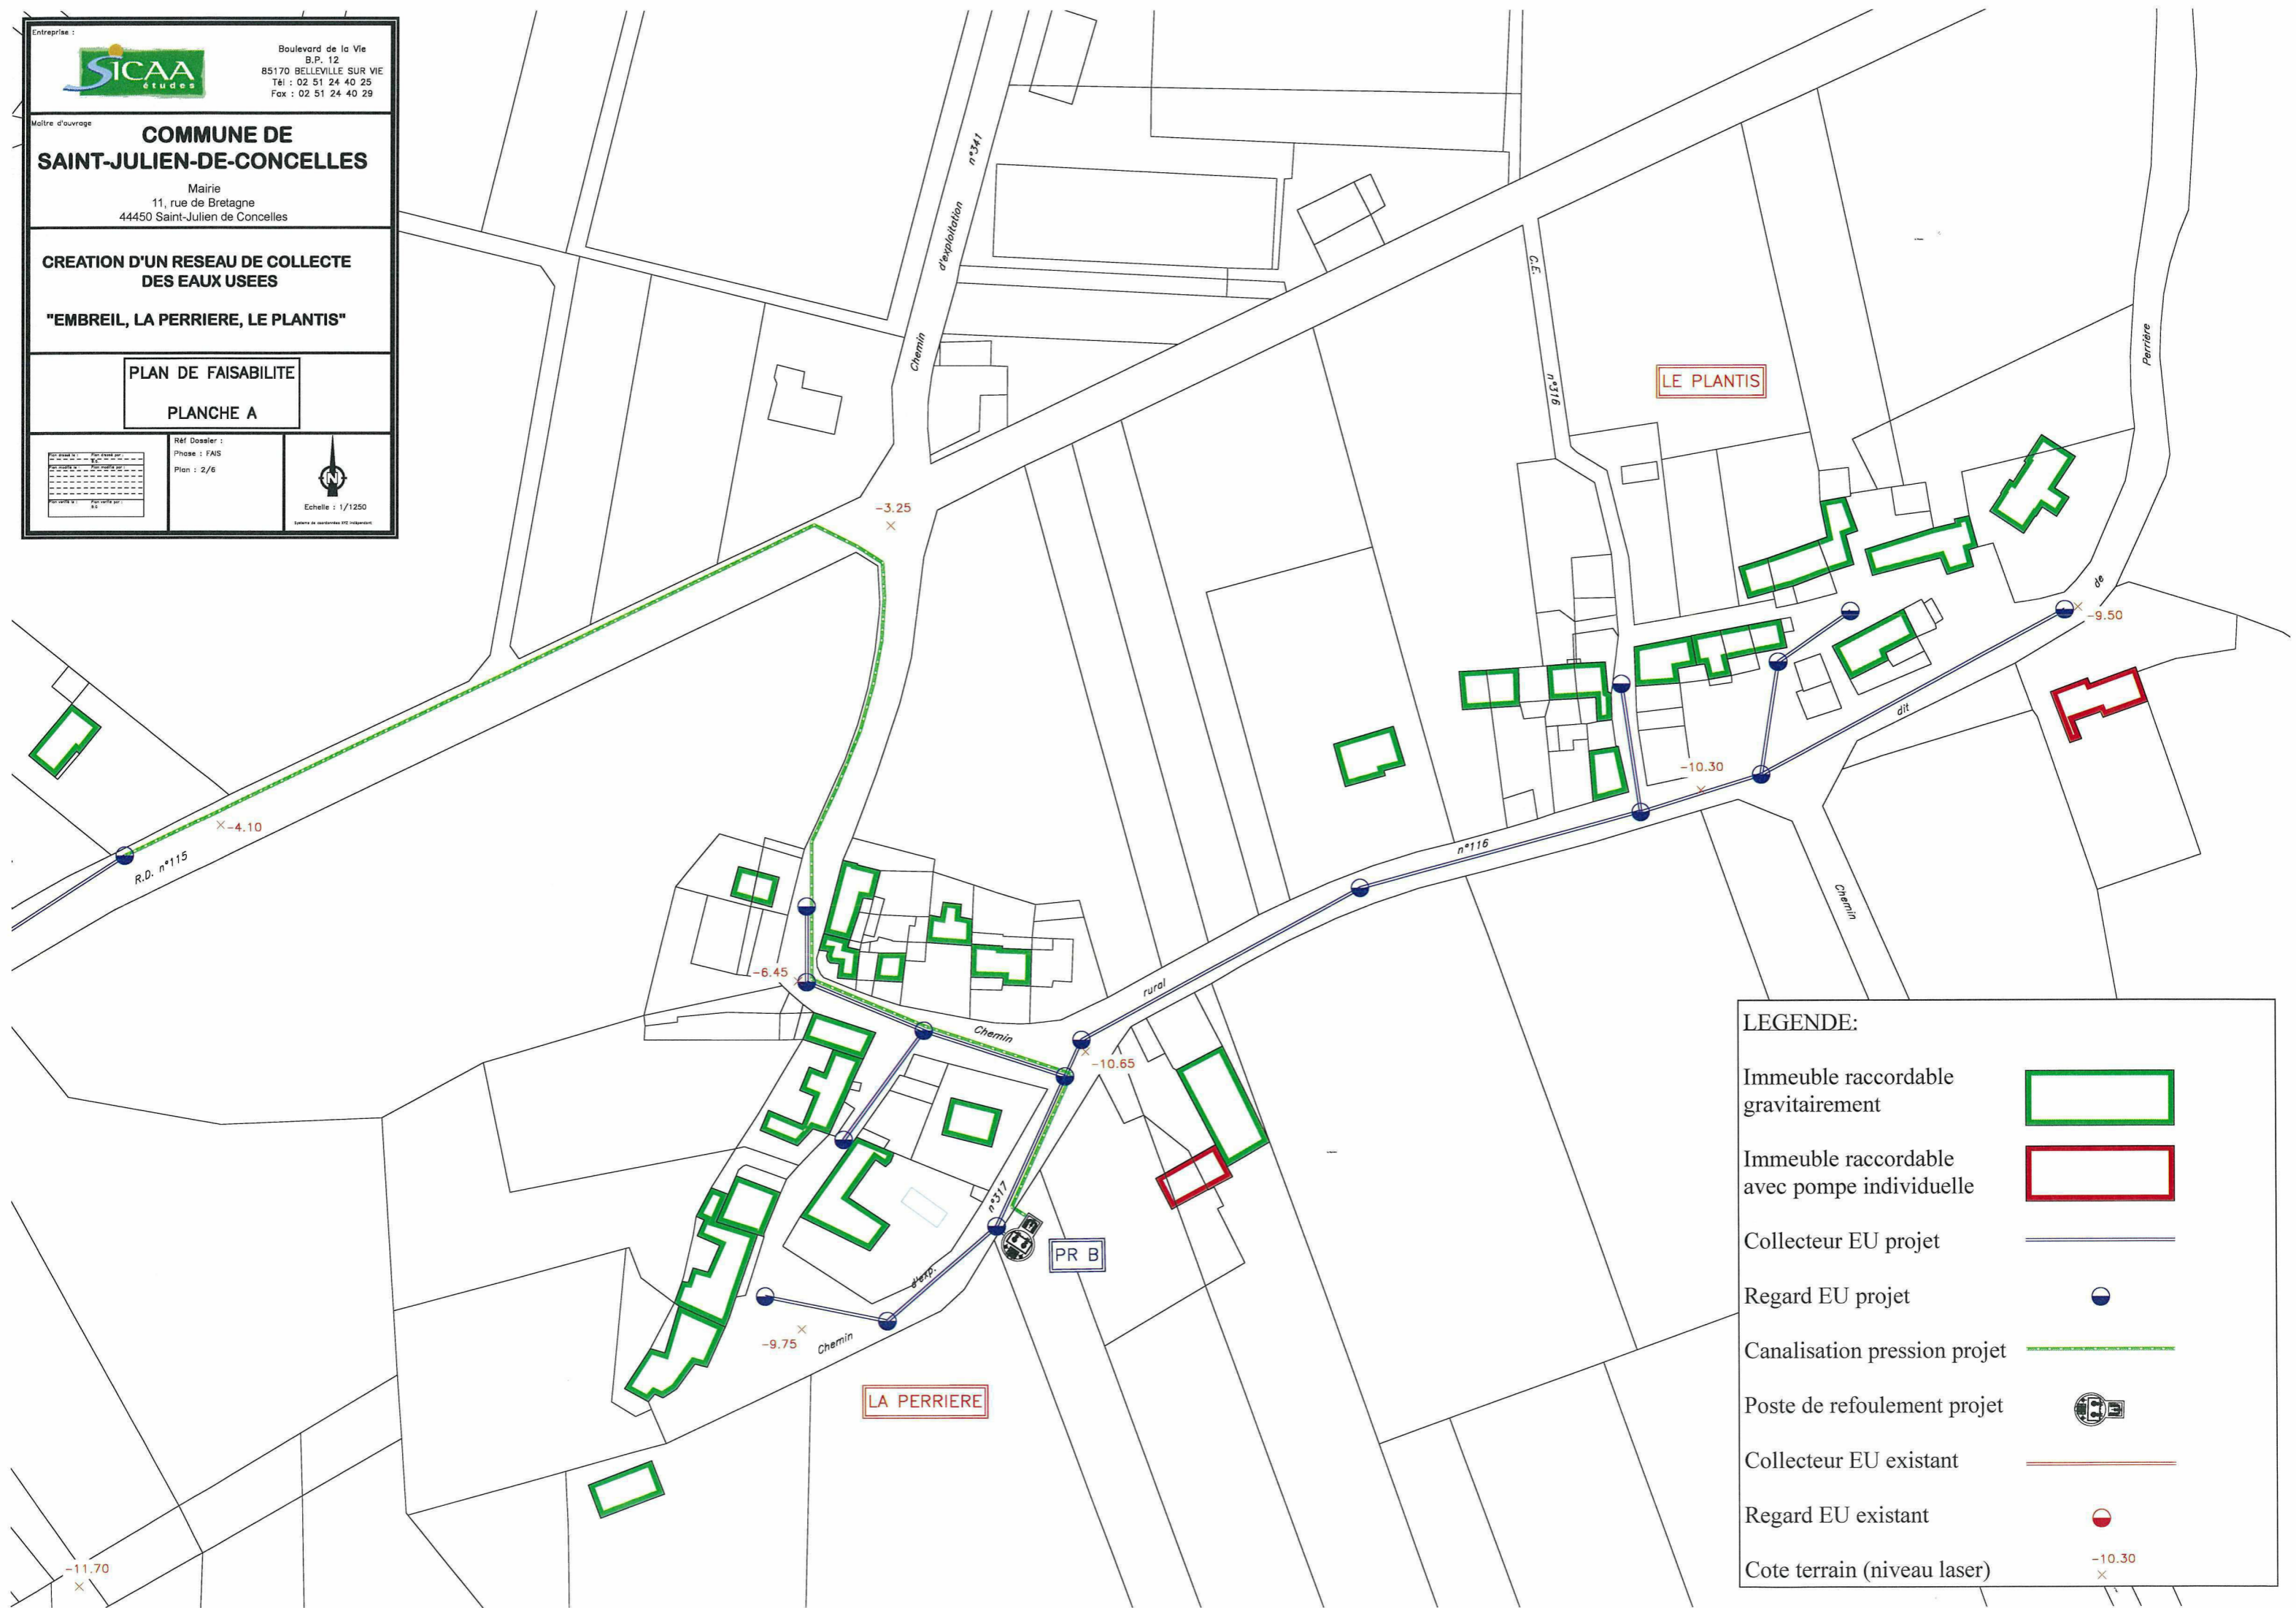 Entreprise :
SICAA
études
Boulevard de la Vie
B.P. 12
85170 BELLEVILLE SUR VIE
Tél : 02 51 24 40 25
Fax : 02 51 24 40 29
Maître d'ouvrage
COMMUNE DE
SAINT-JULIEN-DE-CONCELLES
Mairie
11, rue de Bretagne
44450 Saint-Julien de Concelles
CREATION D'UN RESEAU DE COLLECTE
DES EAUX USEES
"EMBREIL, LA PERRIERE, LE PLANTIS"
PLAN DE FAISABILITE
PLANCHE A
Réf Dossier :
Phase : FAIS
Plan : 2/6
N
Echelle : 1/1250
Chemin
d'exploitation
n°341
C.E.
n°316
LE PLANTIS
Perrière
-3.25
de
-9.50
dit
-10.30
-4.10
R.D. n°115
n°116
Chemin
-6.45
rural
Chemin
-10.65
n°317
PR B
d'exp.
-9.75
Chemin
LA PERRIERE
-11.70
LEGENDE:
Immeuble raccordable
gravitairement
Immeuble raccordable
avec pompe individuelle
Collecteur EU projet
Regard EU projet
Canalisation pression projet
Poste de refoulement projet
Collecteur EU existant
Regard EU existant
Cote terrain (niveau laser)
-10.30